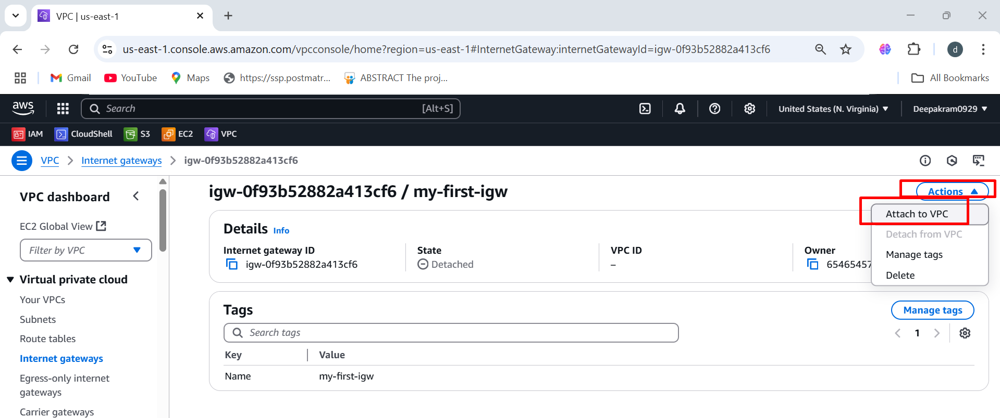 VPC | us-east-1
us-east-1.console.aws.amazon.com/vpcconsole/home?region=us-east-1#InternetGateway:internetGatewayId=igw-0f93b52882a413cf6
d
Gmail
YouTube
Maps
https://ssp.postmatr...
ABSTRACT The proj...
All Bookmarks
aws
Search
[Alt+S]
United States (N. Virginia)
Deepakram0929
IAM
CloudShell
S3
EC2
VPC
VPC
Internet gateways
igw-0f93b52882a413cf6
VPC dashboard
EC2 Global View
Filter by VPC
Virtual private cloud
Your VPCs
Subnets
Route tables
Internet gateways
Egress-only internet
gateways
Carrier gateways
igw-0f93b52882a413cf6 / my-first-igw
Actions
Attach to VPC
Detach from VPC
Manage tags
Delete
Details Info
Internet gateway ID
igw-0f93b52882a413cf6
State
Detached
VPC ID
–
Owner
65465457
Tags
Manage tags
Search tags
1
Key Value
Name my-first-igw